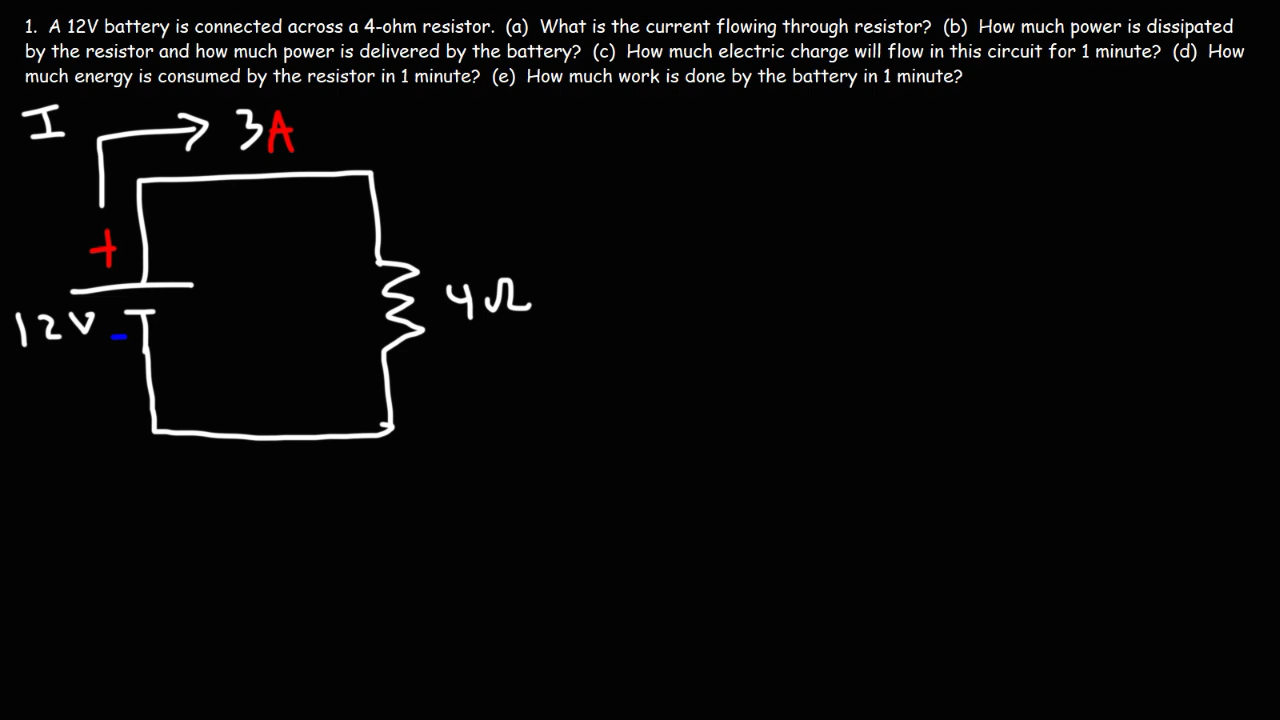 1. A 12V battery is connected across a 4-ohm resistor. (a) What is the current flowing through resistor? (b) How much power is dissipated
by the resistor and how much power is delivered by the battery? (c) How much electric charge will flow in this circuit for 1 minute? (d) How
much energy is consumed by the resistor in 1 minute? (e) How much work is done by the battery in 1 minute?
I
3A
+
4Ω
12V -